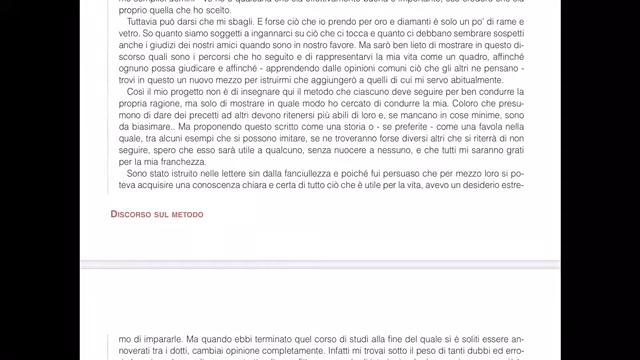 proprio quella che ho scelto.
Tuttavia può darsi che mi sbagli. E forse ciò che io prendo per oro e diamanti è solo un po' di rame e
vetro. So quanto siamo soggetti a ingannarci su ciò che ci tocca e quanto ci debbano sembrare sospetti
anche i giudizi dei nostri amici quando sono in nostro favore. Ma sarò ben lieto di mostrare in questo di-
scorso quali sono i percorsi che ho seguito e di rappresentarvi la mia vita come un quadro, affinché
ognuno possa giudicare e affinché - apprendendo dalle opinioni comuni ciò che gli altri ne pensano -
trovi in questo un nuovo mezzo per istruirmi che aggiungerò a quelli di cui mi servo abitualmente.
Così il mio progetto non è di insegnare qui il metodo che ciascuno deve seguire per ben condurre la
propria ragione, ma solo di mostrare in quale modo ho cercato di condurre la mia. Coloro che presu-
mono di dare dei precetti ad altri devono ritenersi più abili di loro e, se mancano in cose minime, sono
da biasimare.. Ma proponendo questo scritto come una storia o - se preferite - come una favola nella
quale, tra alcuni esempi che si possono imitare, se ne troveranno forse diversi altri che si riterrà di non
seguire, spero che esso sarà utile a qualcuno, senza nuocere a nessuno, e che tutti mi saranno grati
per la mia franchezza.
Sono stato istruito nelle lettere sin dalla fanciullezza e poiché fui persuaso che per mezzo loro si po-
teva acquisire una conoscenza chiara e certa di tutto ciò che è utile per la vita, avevo un desiderio estre-
DISCORSO SUL METODO
mo di impararle. Ma quando ebbi terminato quel corso di studi alla fine del quale si è soliti essere an-
noverati tra i dotti, cambiai opinione completamente. Infatti mi trovai sotto il peso di tanti dubbi ed erro-